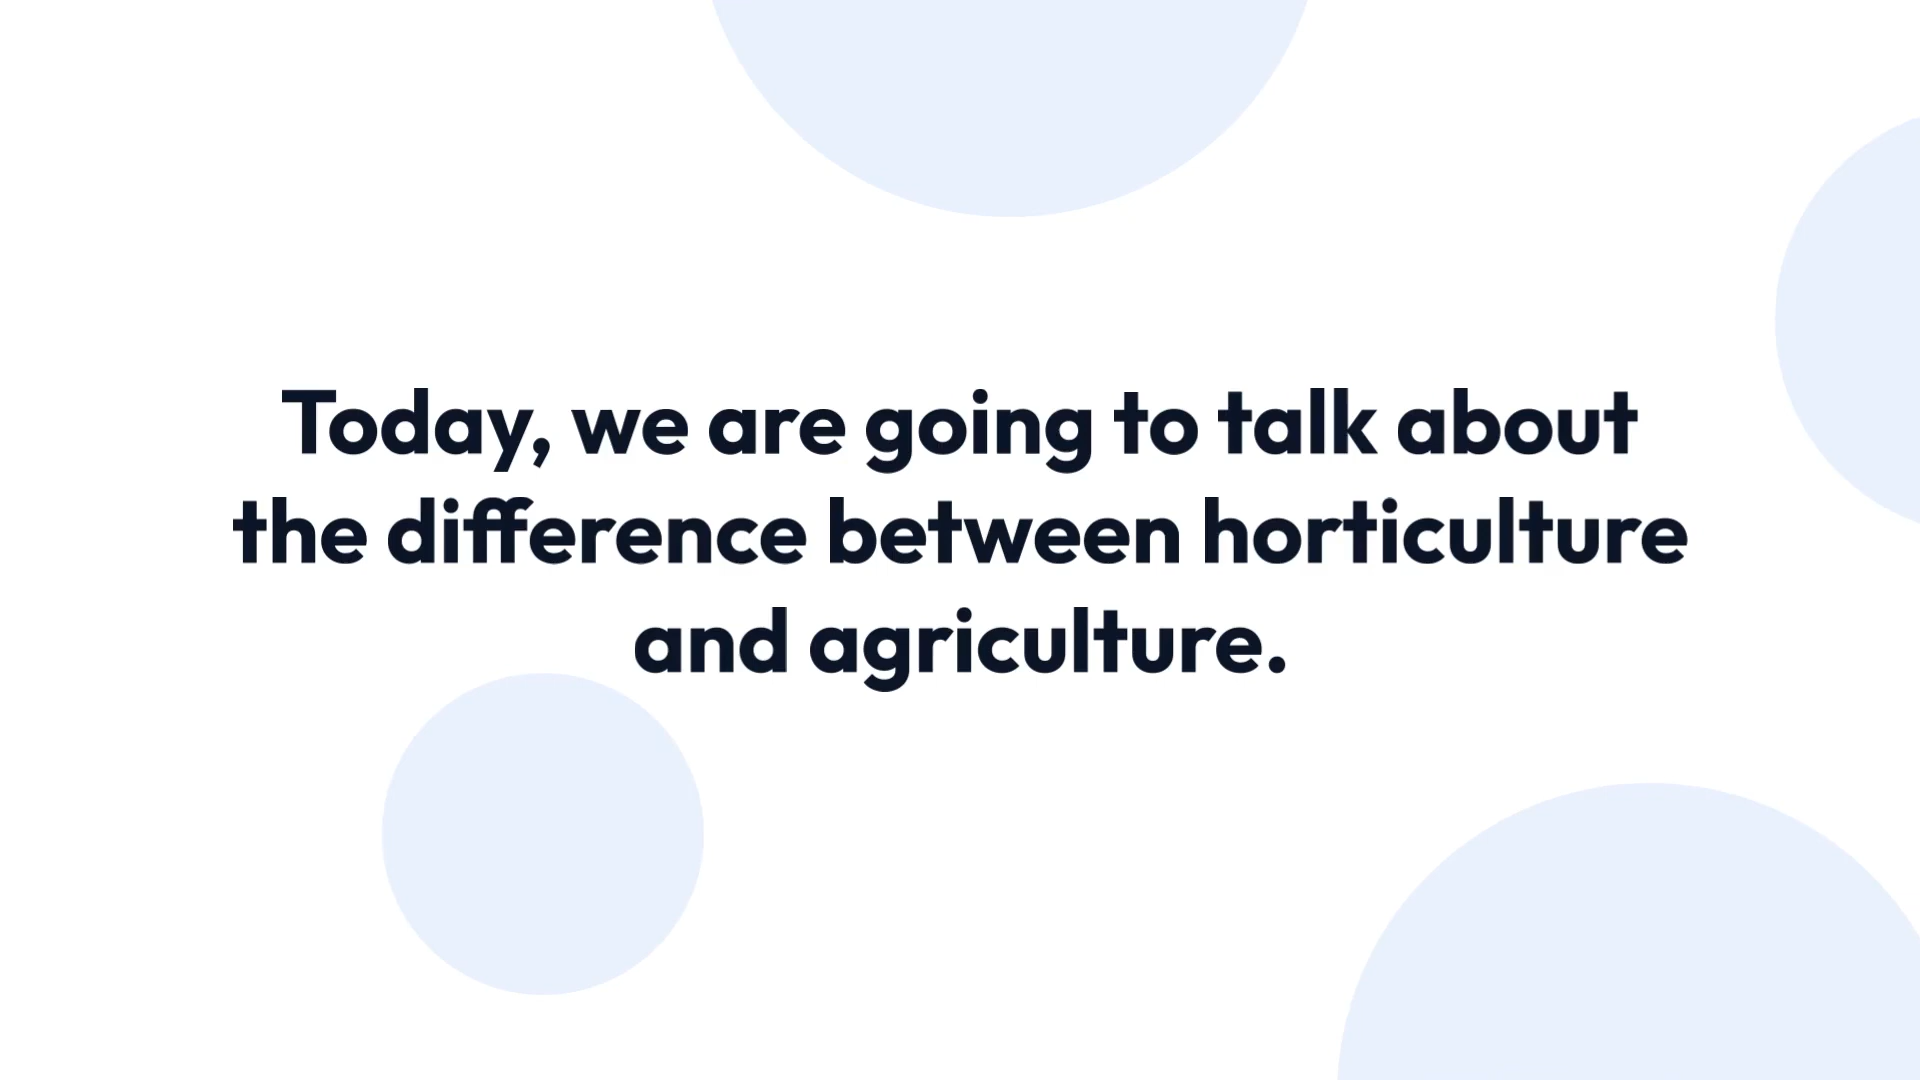 Today, we are going to talk about
the difference between horticulture
and agriculture.